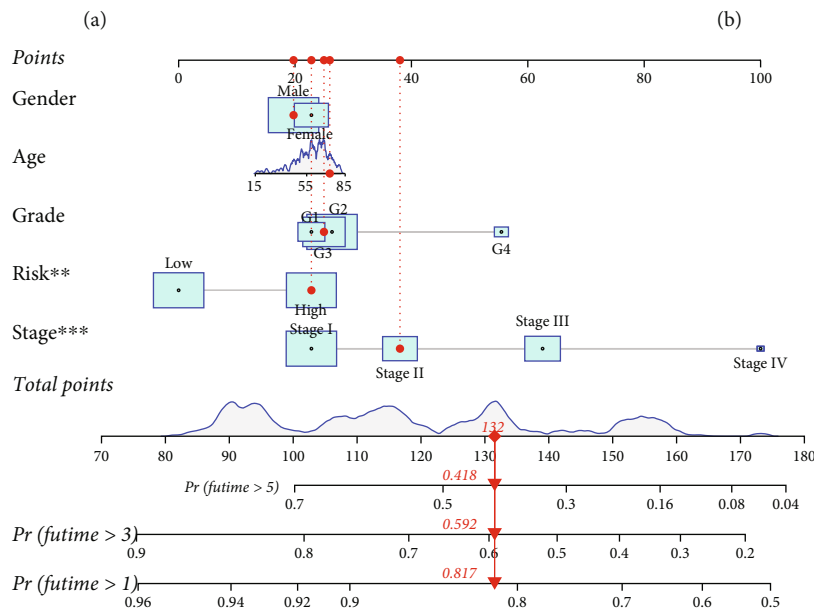 (a) (b)
Points
0 20 40 60 80 100
Gender
Male
Female
Age
15 55 85
Grade
G1 G2
G3 G4
Risk**
Low
High
Stage***
Stage I Stage III
Stage II Stage IV
Total points
132
70 80 90 100 110 120 130 140 150 160 170 180
0.418
Pr (futime > 5)
0.7 0.5 0.3 0.16 0.08 0.04
0.592
Pr (futime > 3)
0.9 0.8 0.7 0.6 0.5 0.4 0.3 0.2
0.817
Pr (futime > 1)
0.96 0.94 0.92 0.9 0.8 0.7 0.6 0.5